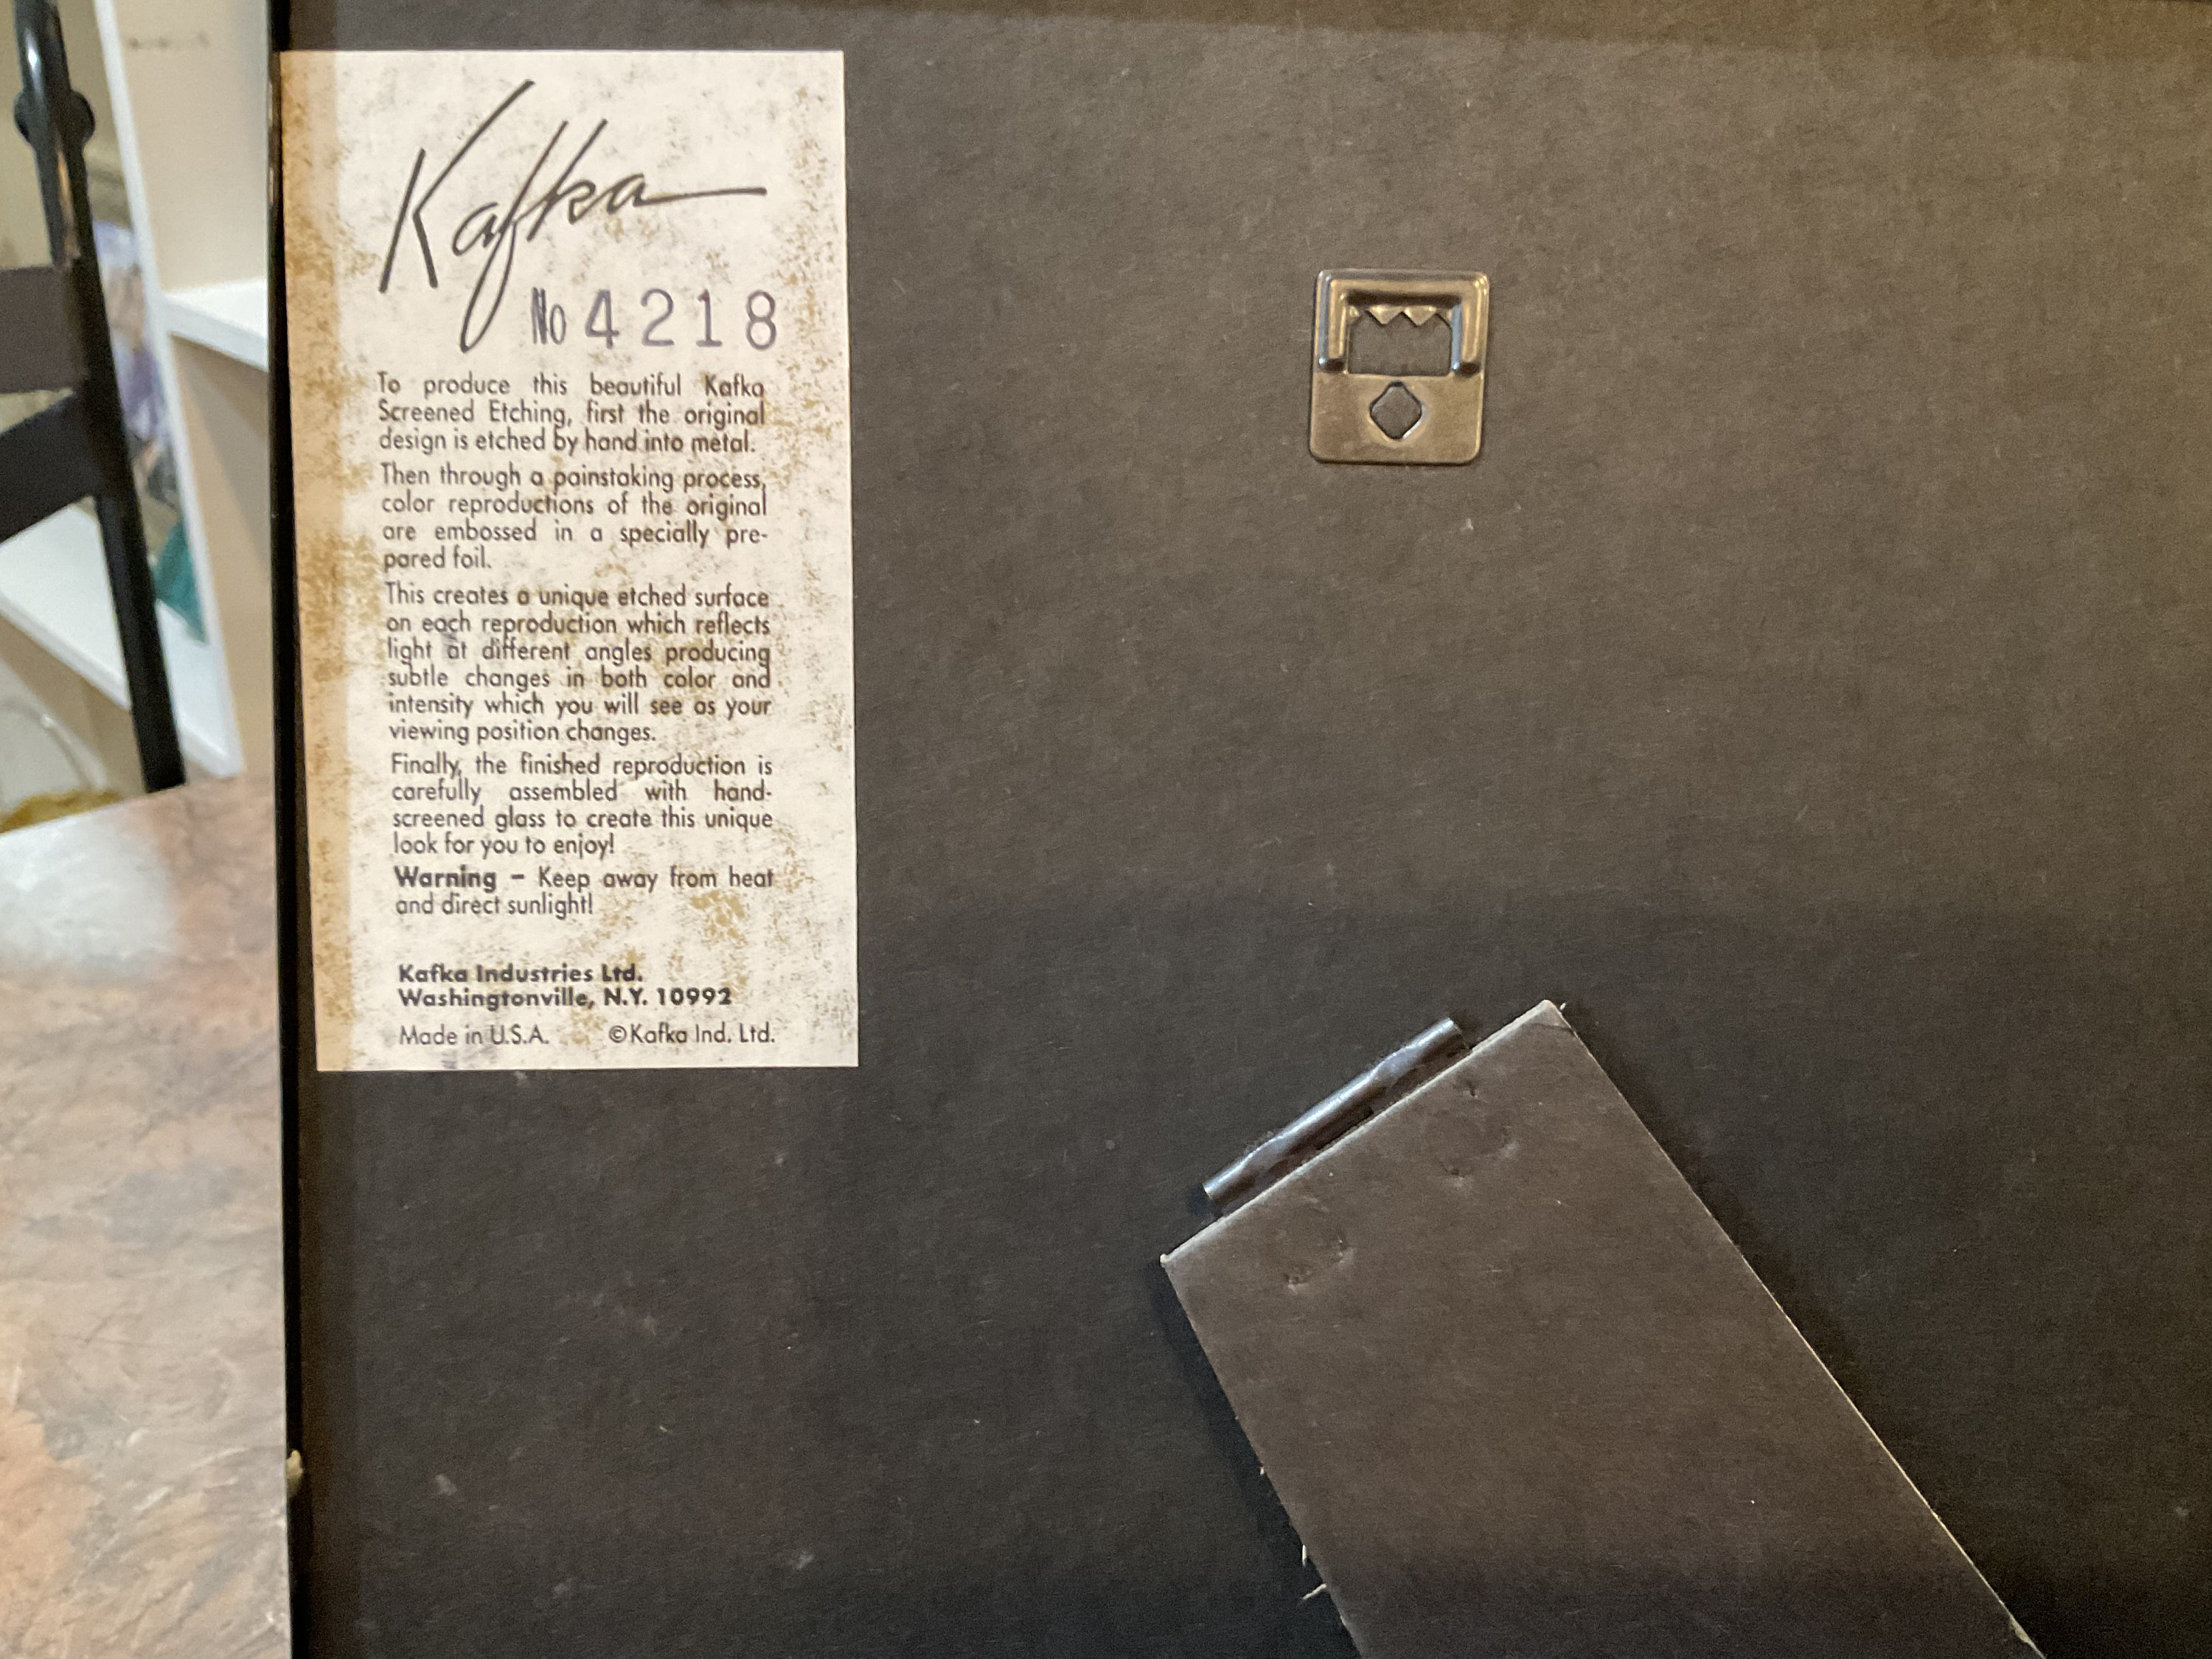 Kafka
No 4218
To produce this beautiful Kafka
Screened Etching, first the original
design is etched by hand into metal.
Then through a painstaking process,
color reproductions of the original
are embossed in a specially pre-
pared foil.
This creates a unique etched surface
on each reproduction which reflects
light at different angles producing
subtle changes in both color and
intensity which you will see as your
viewing position changes.
Finally, the finished reproduction is
carefully assembled with hand-
screened glass to create this unique
look for you to enjoy!
Warning – Keep away from heat
and direct sunlight!
Kafka Industries Ltd.
Washingtonville, N.Y. 10992
Made in U.S.A. ©Kafka Ind. Ltd.